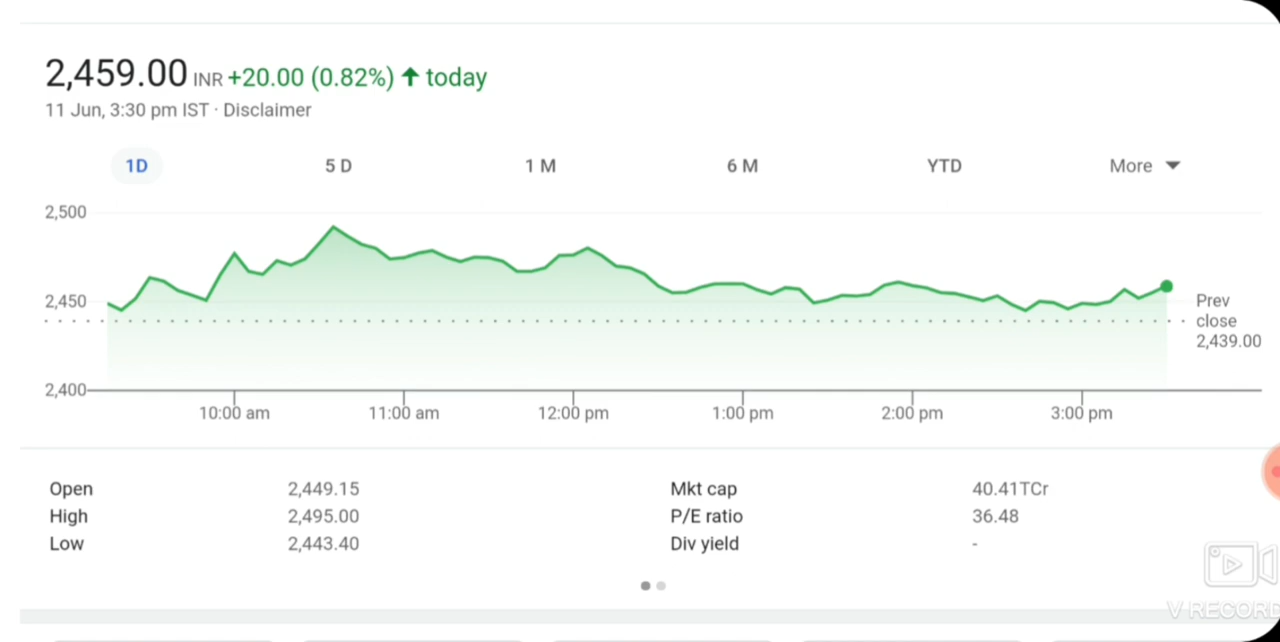 2,459.00 INR +20.00 (0.82%) ↑ today
11 Jun, 3:30 pm IST · Disclaimer
1D 5 D 1 M 6 M YTD More
2,500
2,450
2,400
Prev
close
2,439.00
10:00 am 11:00 am 12:00 pm 1:00 pm 2:00 pm 3:00 pm
Open 2,449.15 Mkt cap 40.41TCr
High 2,495.00 P/E ratio 36.48
Low 2,443.40 Div yield -
V RECORD